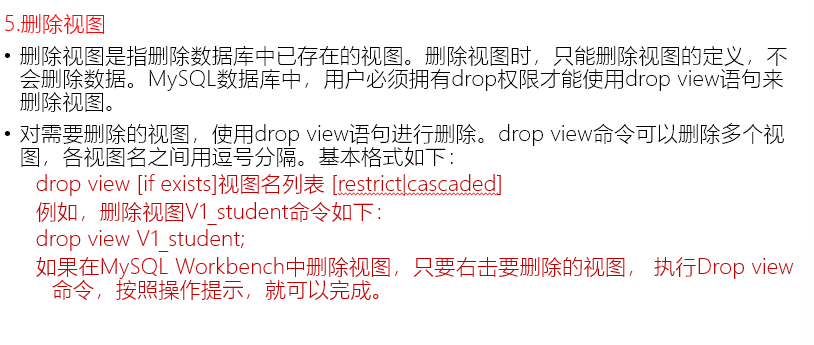 5.删除视图
• 删除视图是指删除数据库中已存在的视图。删除视图时，只能删除视图的定义，不
会删除数据。MySQL数据库中，用户必须拥有drop权限才能使用drop view语句来
删除视图。
• 对需要删除的视图，使用drop view语句进行删除。drop view命令可以删除多个视
图，各视图名之间用逗号分隔。基本格式如下：
drop view [if exists]视图名列表 [restrict|cascaded]
例如，删除视图V1_student命令如下：
drop view V1_student;
如果在MySQL Workbench中删除视图，只要右击要删除的视图， 执行Drop view
命令，按照操作提示，就可以完成。